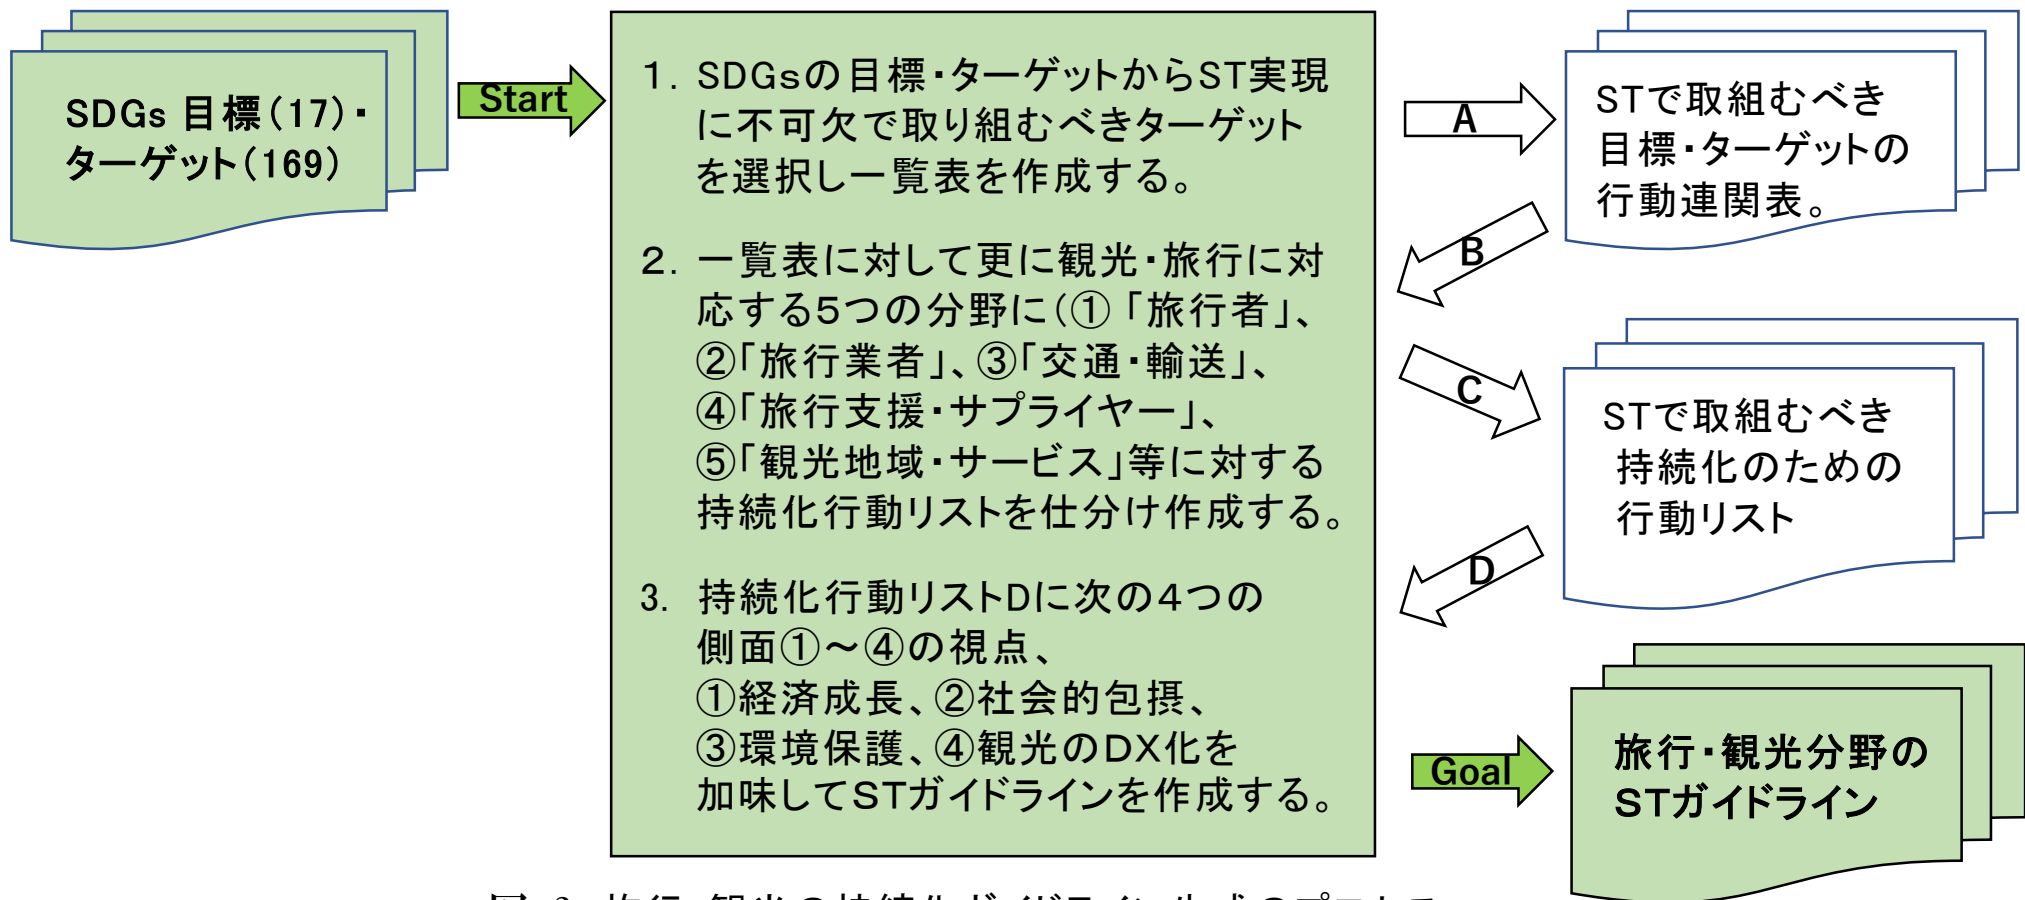 SDGs 目標(17)・
ターゲット(169)
Start
1. SDGsの目標・ターゲットからST実現
に不可欠で取り組むべきターゲット
を選択し一覧表を作成する。
2. 一覧表に対して更に観光・旅行に対
応する5つの分野に(①「旅行者」、
②「旅行業者」、③「交通・輸送」、
④「旅行支援・サプライヤー」、
⑤「観光地域・サービス」等に対する
持続化行動リストを仕分け作成する。
3. 持続化行動リストDに次の4つの
側面①～④の視点、
①経済成長、②社会的包摂、
③環境保護、④観光のDX化を
加味してSTガイドラインを作成する。
A
STで取組むべき
目標・ターゲットの
行動連関表。
B
C
STで取組むべき
持続化のための
行動リスト
D
Goal
旅行・観光分野の
STガイドライン